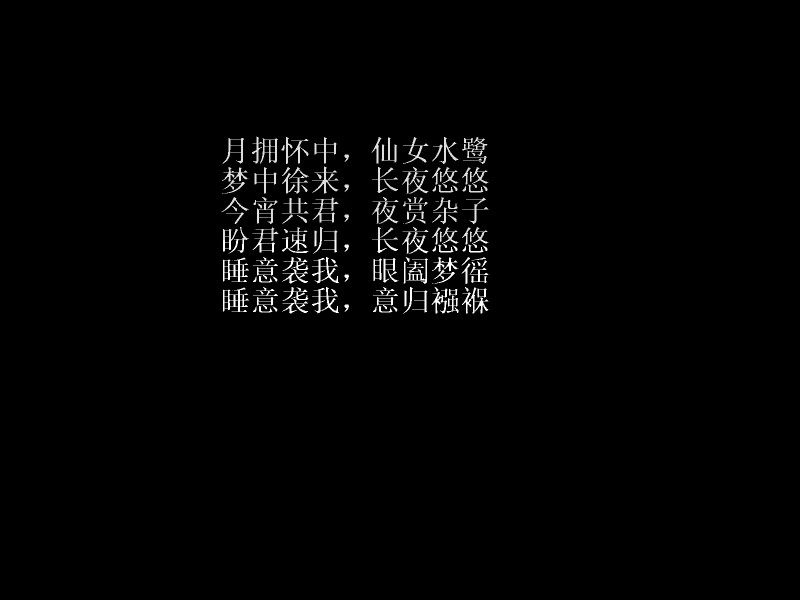 月拥怀中，仙女水鹭
梦中徐来，长夜悠悠
今宵共君，夜赏杂子
盼君速归，长夜悠悠
睡意袭我，眼阖梦徭
睡意袭我，意归襁褓